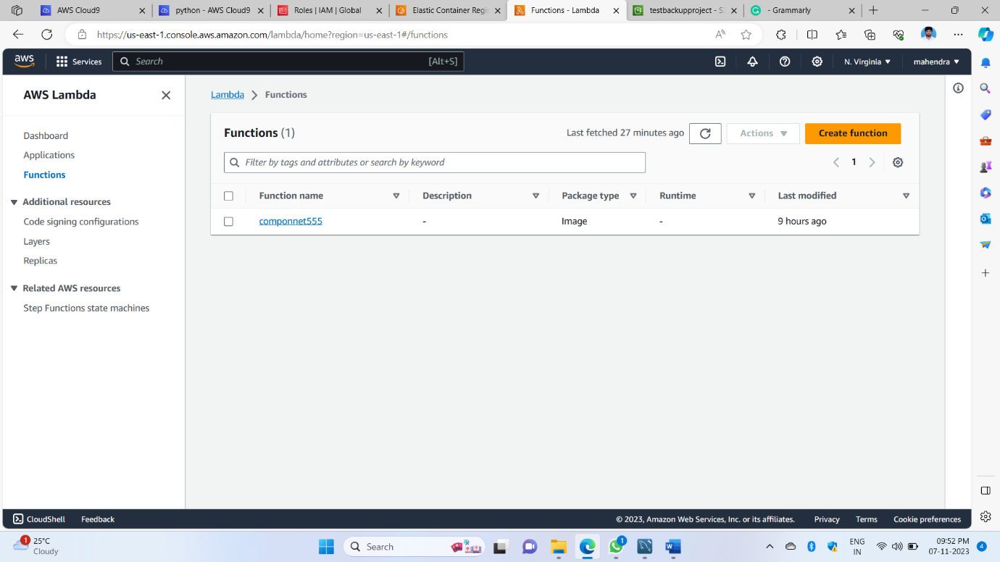 AWS Cloud9
python - AWS Cloud9
Roles | IAM | Global
Elastic Container Regis
Functions - Lambda
testbackupproject - S3
- Grammarly
https://us-east-1.console.aws.amazon.com/lambda/home?region=us-east-1#/functions
aws
Services
Search
[Alt+S]
N. Virginia
mahendra
AWS Lambda
Dashboard
Applications
Functions
Additional resources
Code signing configurations
Layers
Replicas
Related AWS resources
Step Functions state machines
Lambda
Functions
Functions (1)
Last fetched 27 minutes ago
Actions
Create function
Filter by tags and attributes or search by keyword
1
Function name
Description
Package type
Runtime
Last modified
componnet555
-
Image
-
9 hours ago
CloudShell
Feedback
© 2023, Amazon Web Services, Inc. or its affiliates.
Privacy
Terms
Cookie preferences
1
25°C
Cloudy
Search
1
ENG
IN
09:52 PM
07-11-2023
4